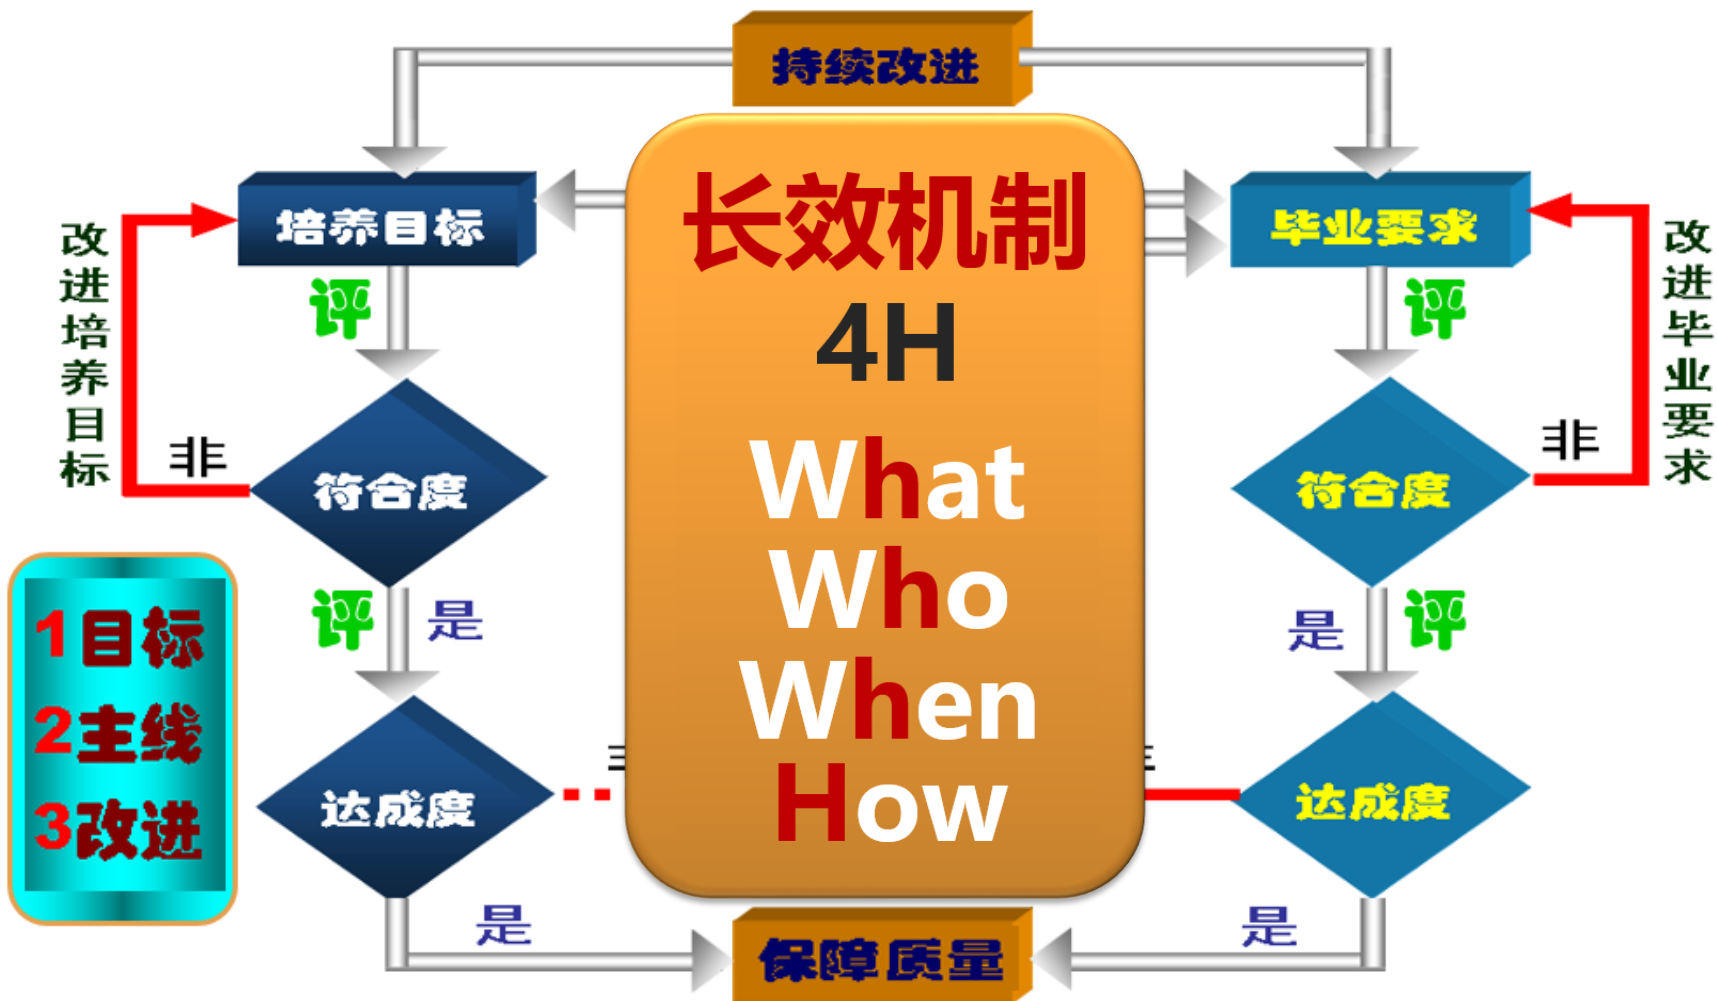 持续改进
培养目标
毕业要求
改进培养目标
改进毕业要求
长效机制
4H
What
Who
When
How
评
评
非
非
符合度
符合度
评
是
是
评
1目标
2主线
3改进
达成度
达成度
是
是
保障质量